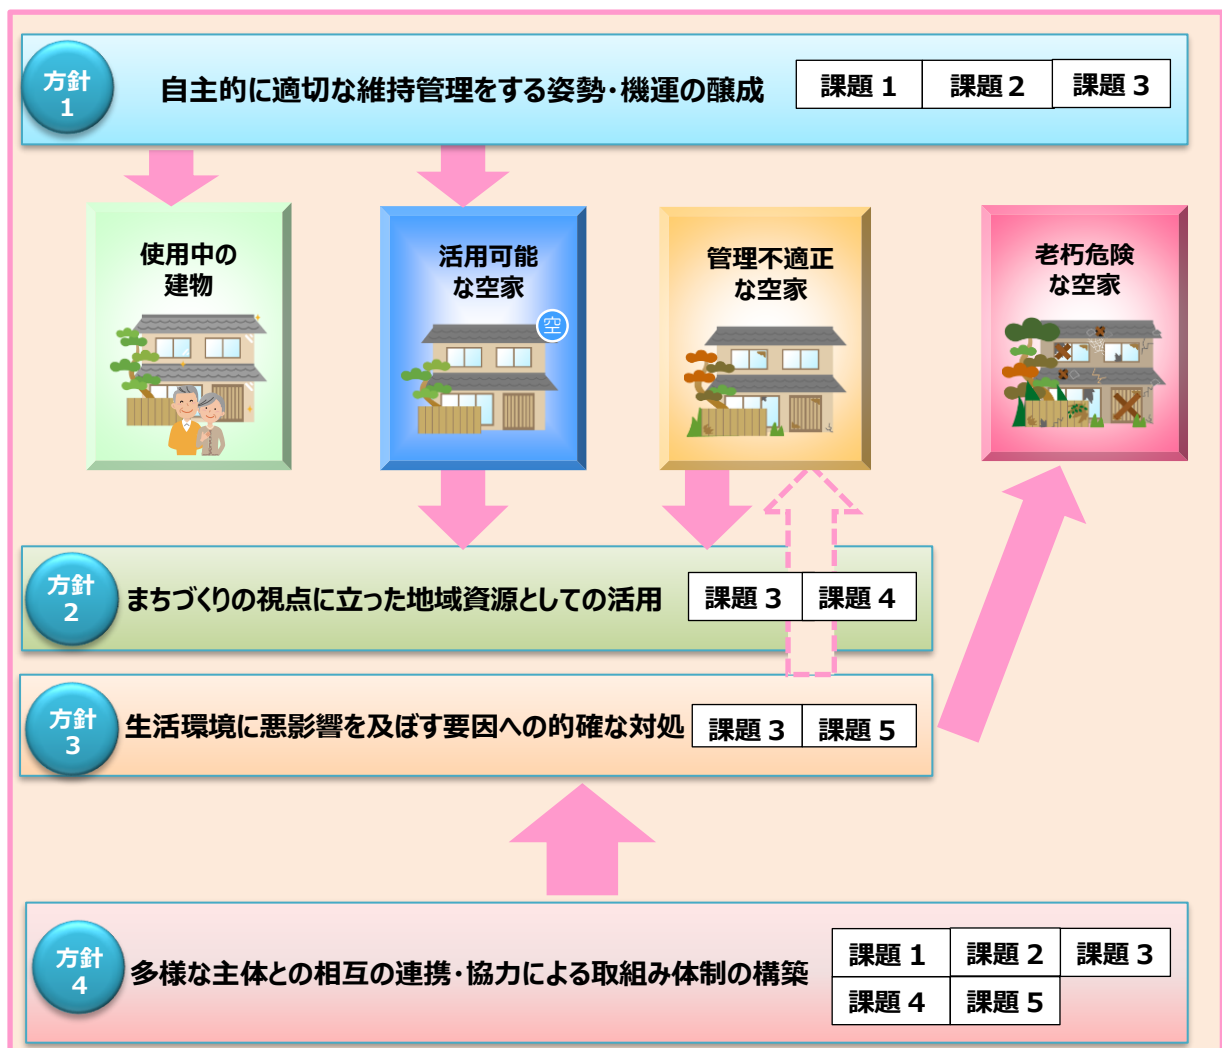 方針
1
自主的に適切な維持管理をする姿勢・機運の醸成
課題1 課題2 課題3
使用中の
建物
活用可能
な空家
空
管理不適正
な空家
老朽危険
な空家
方針
2
まちづくりの視点に立った地域資源としての活用
課題3 課題4
方針
3
生活環境に悪影響を及ぼす要因への的確な対処
課題3 課題5
方針
4
多様な主体との相互の連携・協力による取組み体制の構築
課題1 課題2 課題3
課題4 課題5